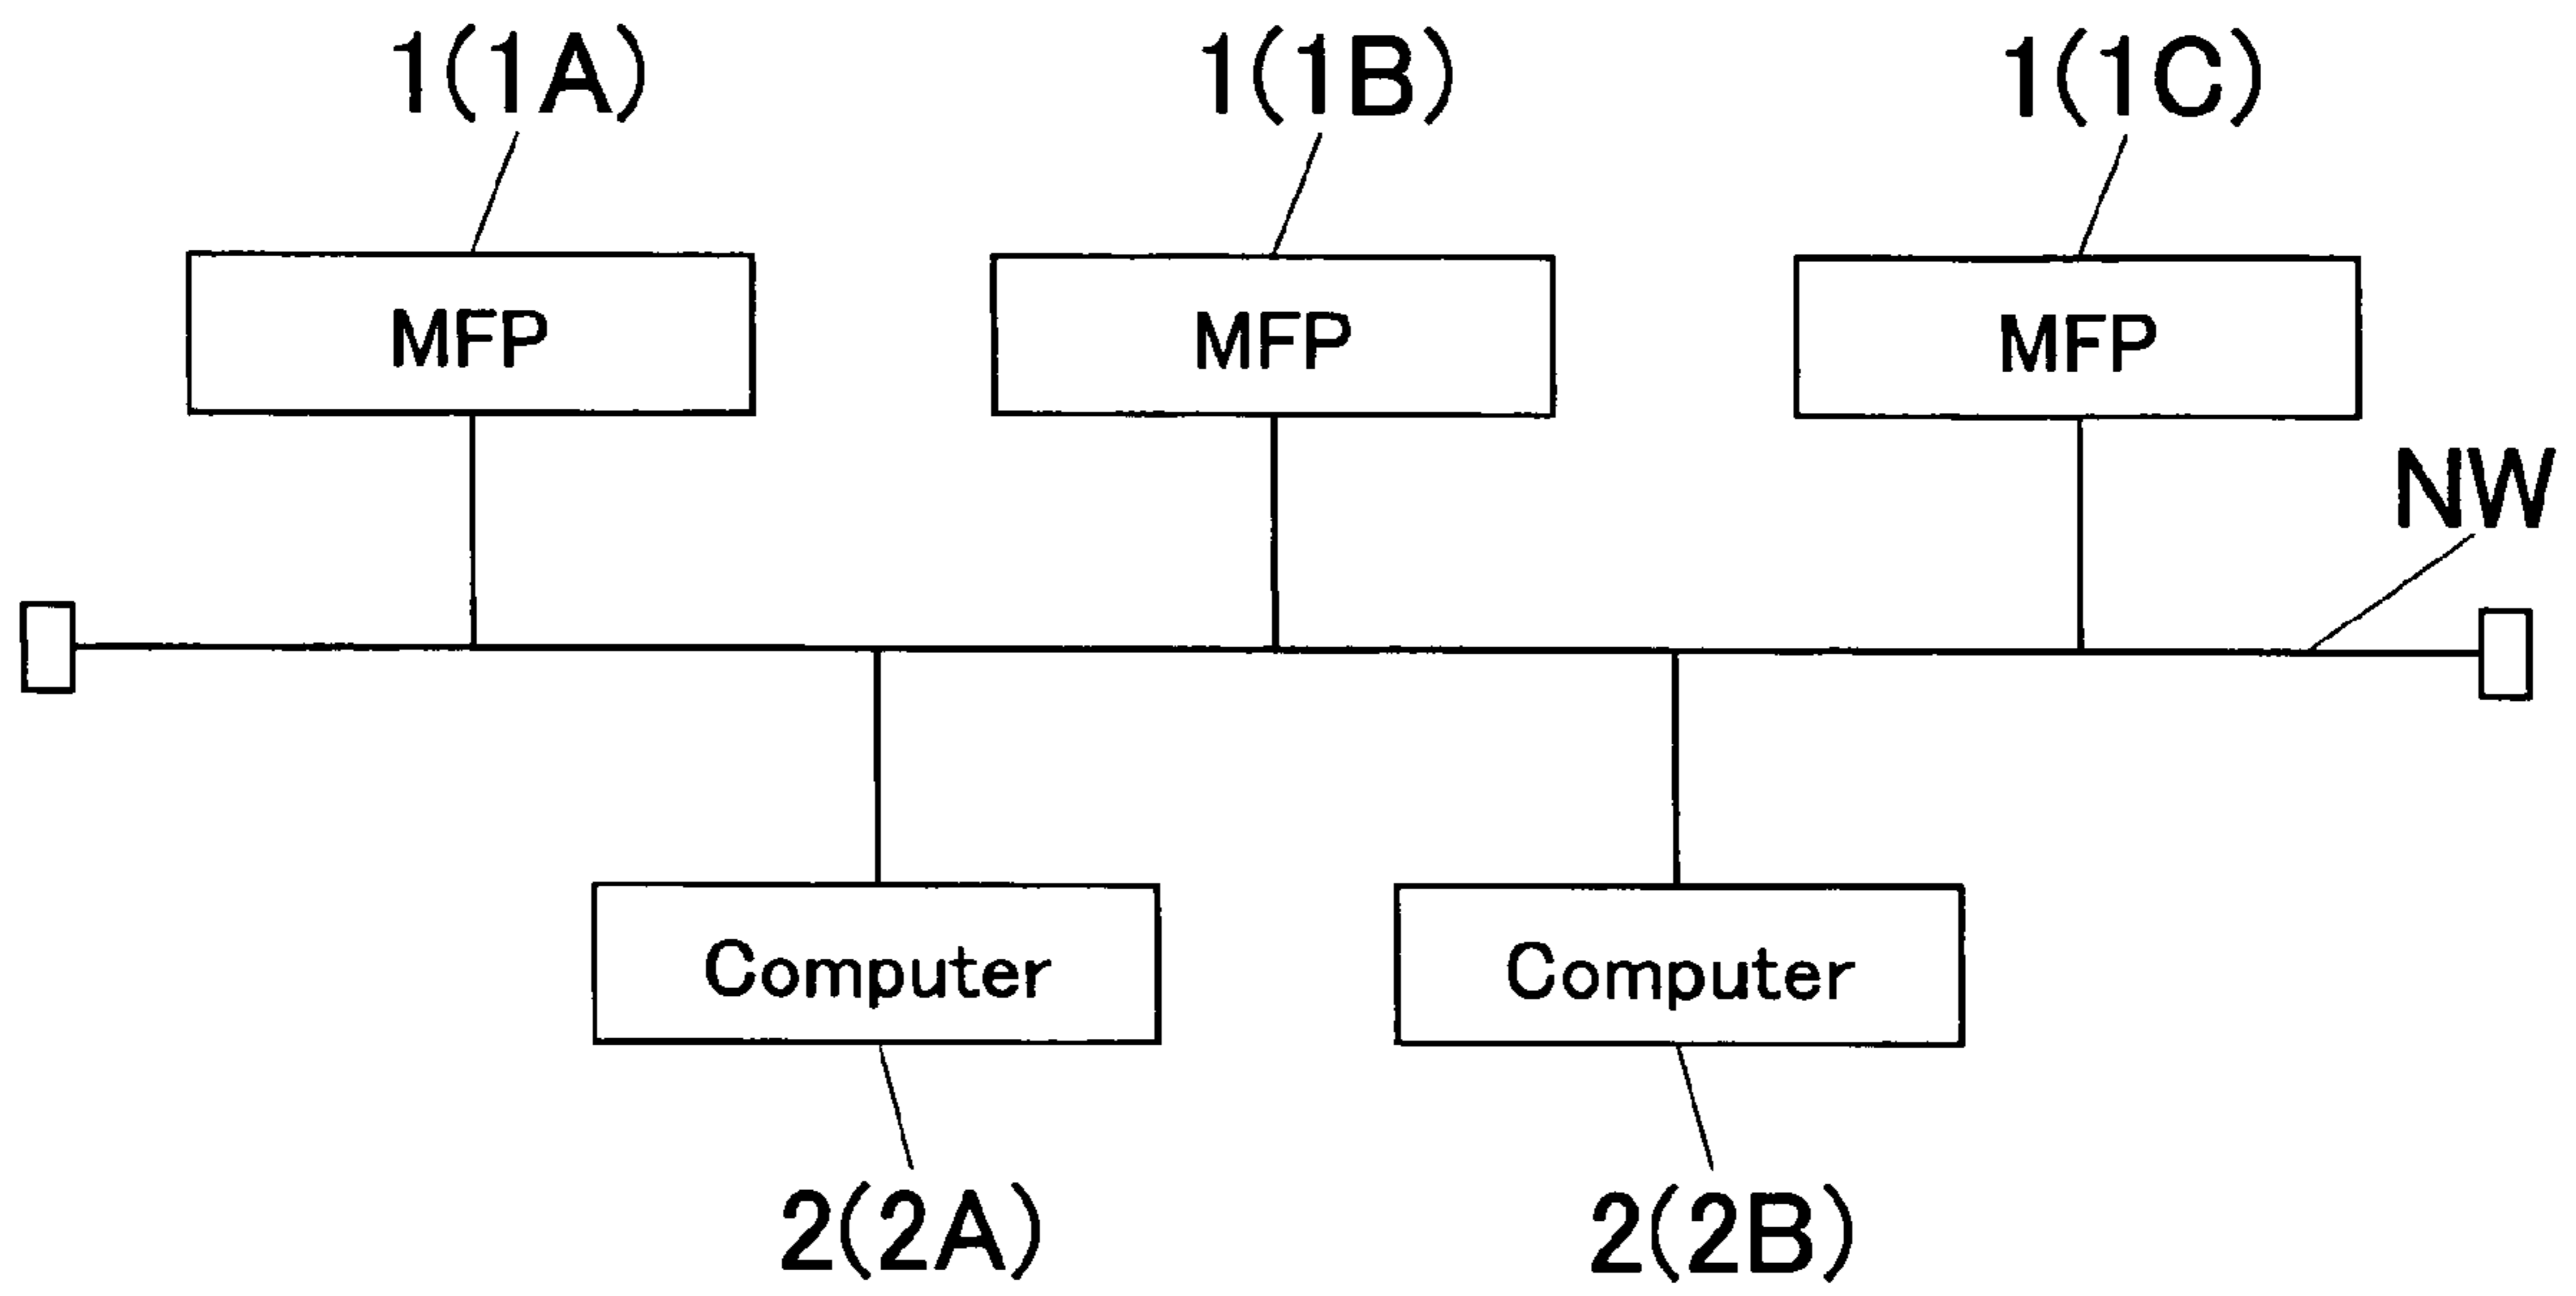 1(1A) 1(1B) 1(1C)
MFP MFP MFP
NW
Computer Computer
2(2A) 2(2B)